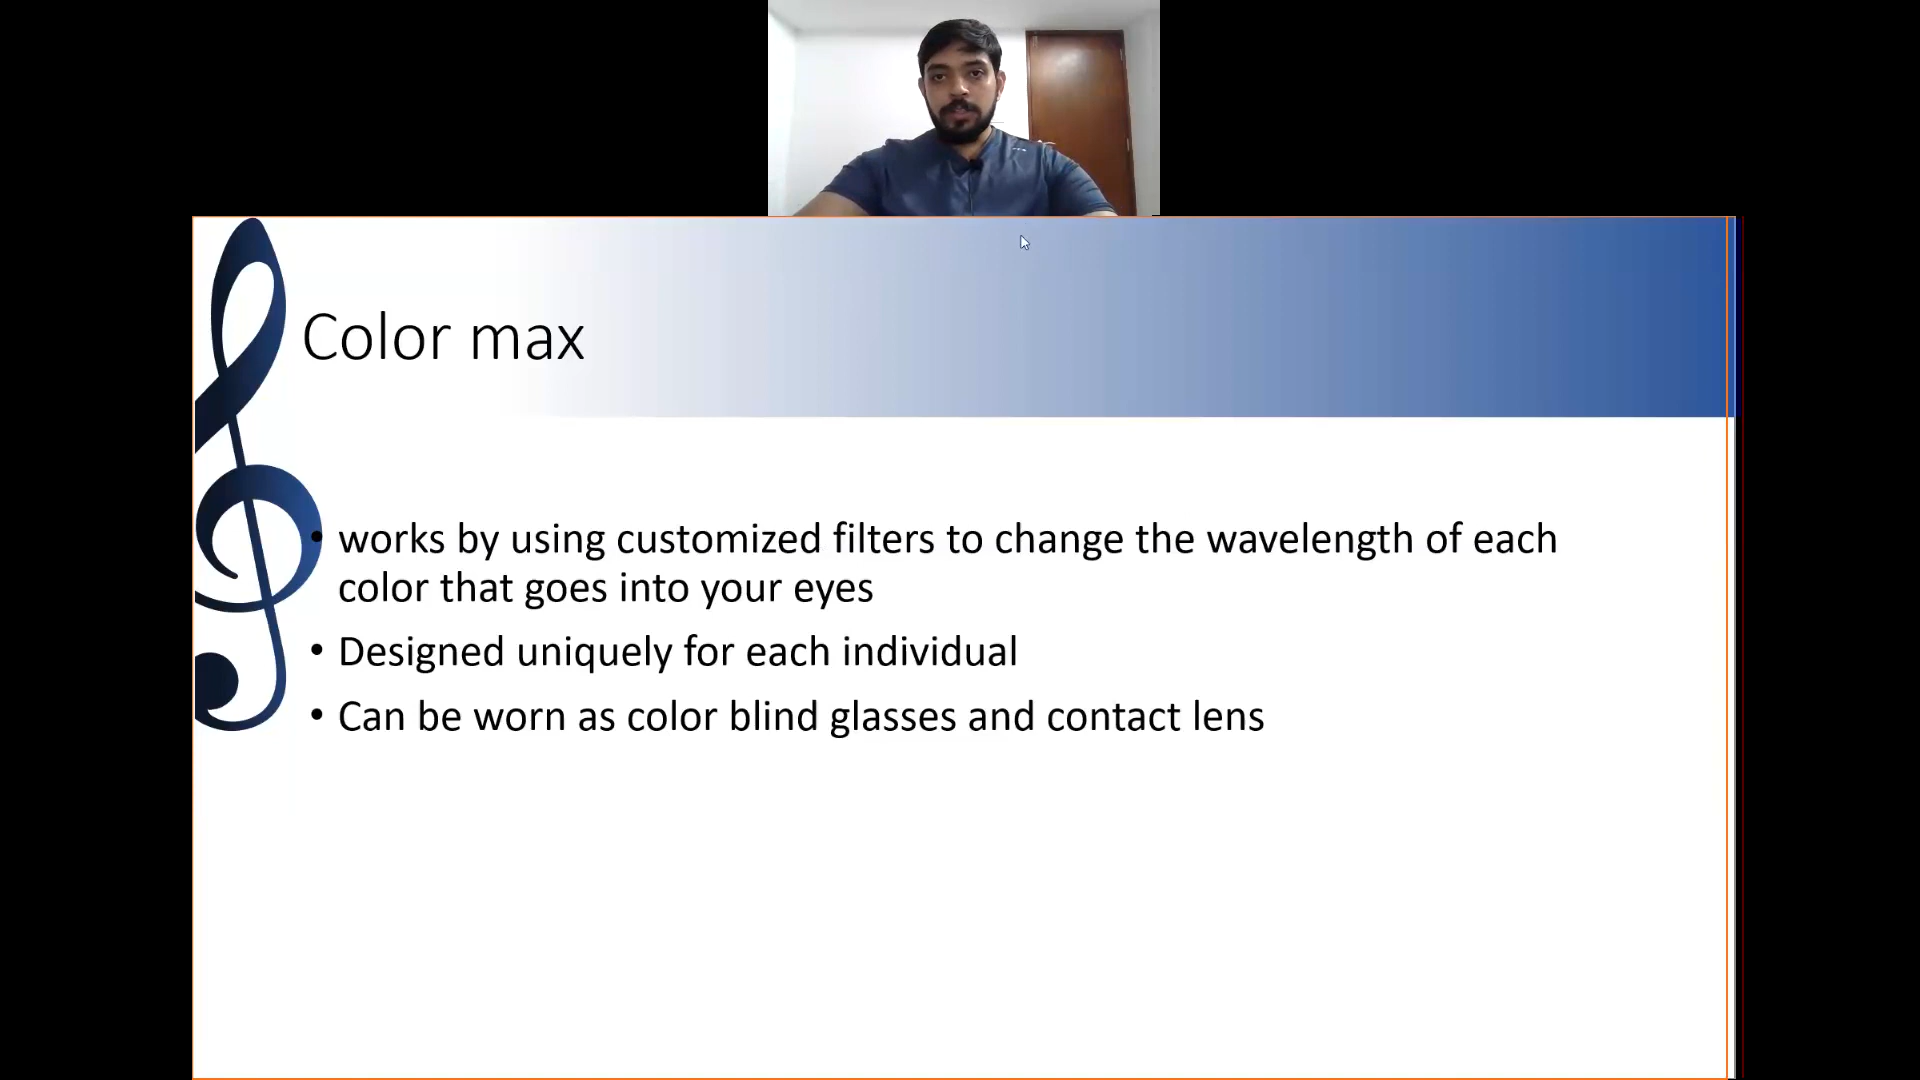 Color max
• works by using customized filters to change the wavelength of each
color that goes into your eyes
• Designed uniquely for each individual
• Can be worn as color blind glasses and contact lens